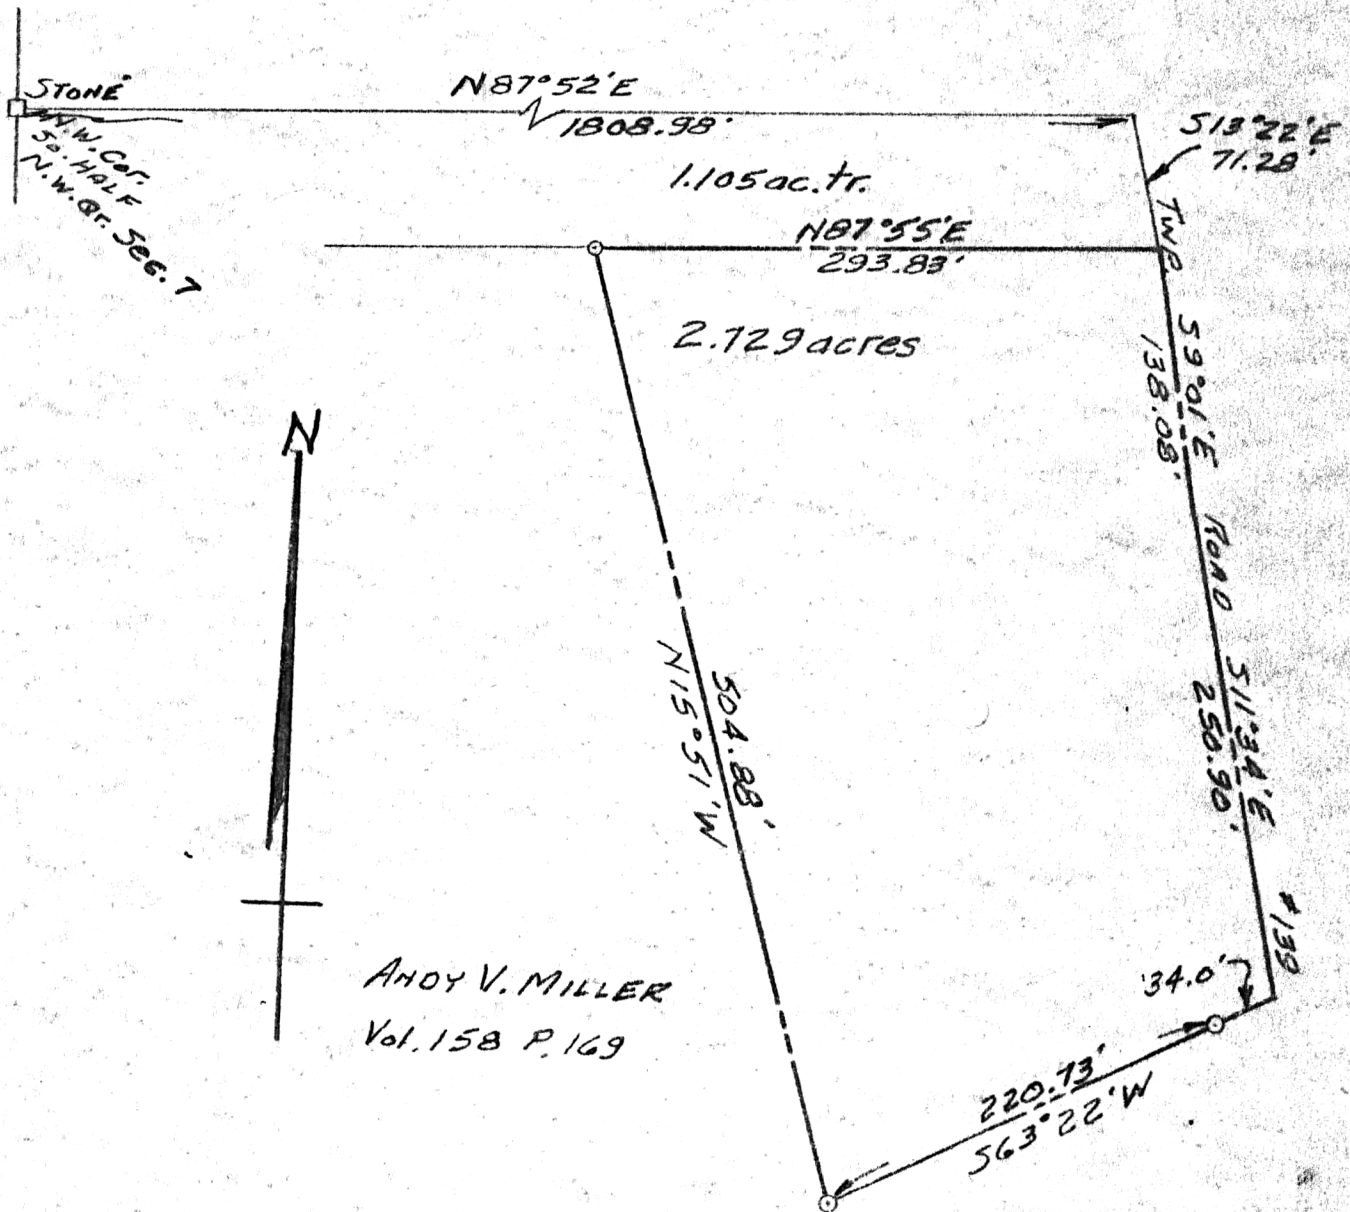 STONE
N.W. Cor.
So. HALF
N.W. Qr. Sec. 7
N87°52'E
1808.98'
S13°22'E
71.28'
1.105 ac. tr.
N87°55'E
293.83'
2.729 acres
TWP. ROAD #139
S9°01'E
138.08'
S11°34'E
250.90'
N
504.88'
N15°51'W
34.0'
220.73'
S63°22'W
ANDY V. MILLER
Vol. 158 P. 169